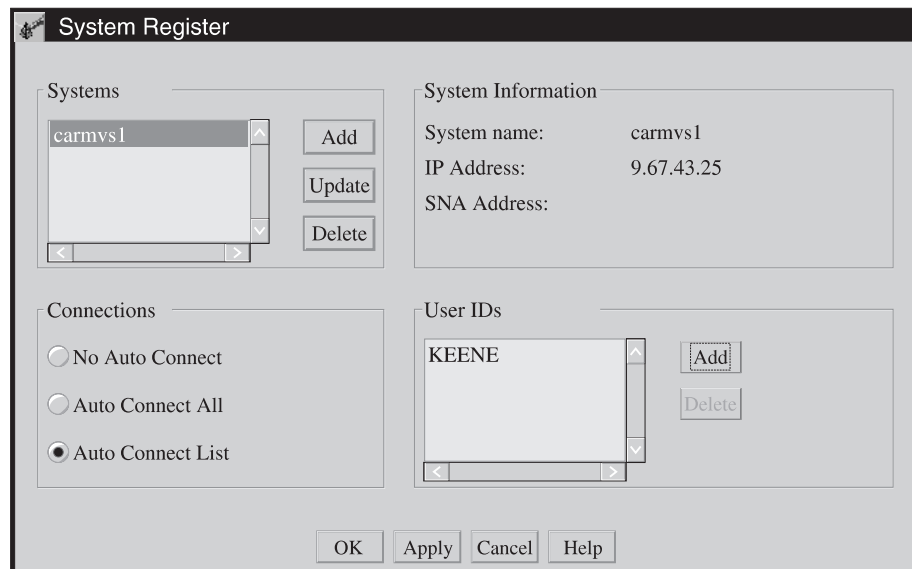 System Register
Systems
carmvs1
Add
Update
Delete
System Information
System name: carmvs1
IP Address: 9.67.43.25
SNA Address:
Connections
No Auto Connect
Auto Connect All
Auto Connect List
User IDs
KEENE
Add
Delete
OK Apply Cancel Help